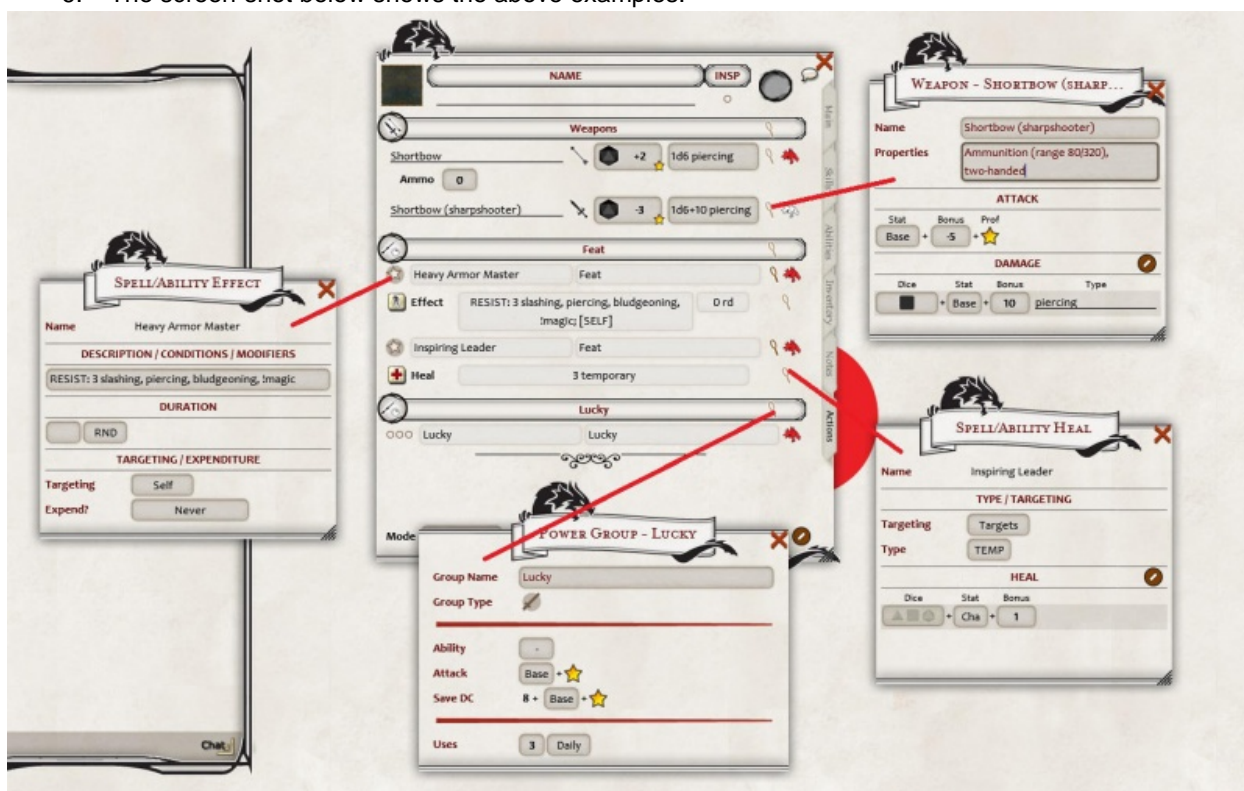 The screen shot below shows the above examples.
NAME
INSP
Weapons
Shortbow
+2
1d6 piercing
Ammo
0
Shortbow (sharpshooter)
-3
1d6+10 piercing
Feat
Heavy Armor Master
Feat
Effect
RESIST: 3 slashing, piercing, bludgeoning,
!magic; [SELF]
0 rd
Inspiring Leader
Feat
Heal
3 temporary
Lucky
Lucky
Lucky
Mode
Main
Skills
Abilities
Inventory
Notes
Actions
WEAPON - SHORTBOW (SHARP...
Name
Shortbow (sharpshooter)
Properties
Ammunition (range 80/320),
two-handed
ATTACK
Stat Bonus Prof
Base + -5 +
DAMAGE
Dice Stat Bonus Type
+ Base + 10 piercing
SPELL/ABILITY EFFECT
Name Heavy Armor Master
DESCRIPTION / CONDITIONS / MODIFIERS
RESIST: 3 slashing, piercing, bludgeoning, !magic
DURATION
RND
TARGETING / EXPENDITURE
Targeting Self
Expend? Never
SPELL/ABILITY HEAL
Name Inspiring Leader
TYPE / TARGETING
Targeting Targets
Type TEMP
HEAL
Dice Stat Bonus
+ Cha + 1
POWER GROUP - LUCKY
Group Name Lucky
Group Type
Ability -
Attack Base +
Save DC 8 + Base +
Uses 3 Daily
Chat